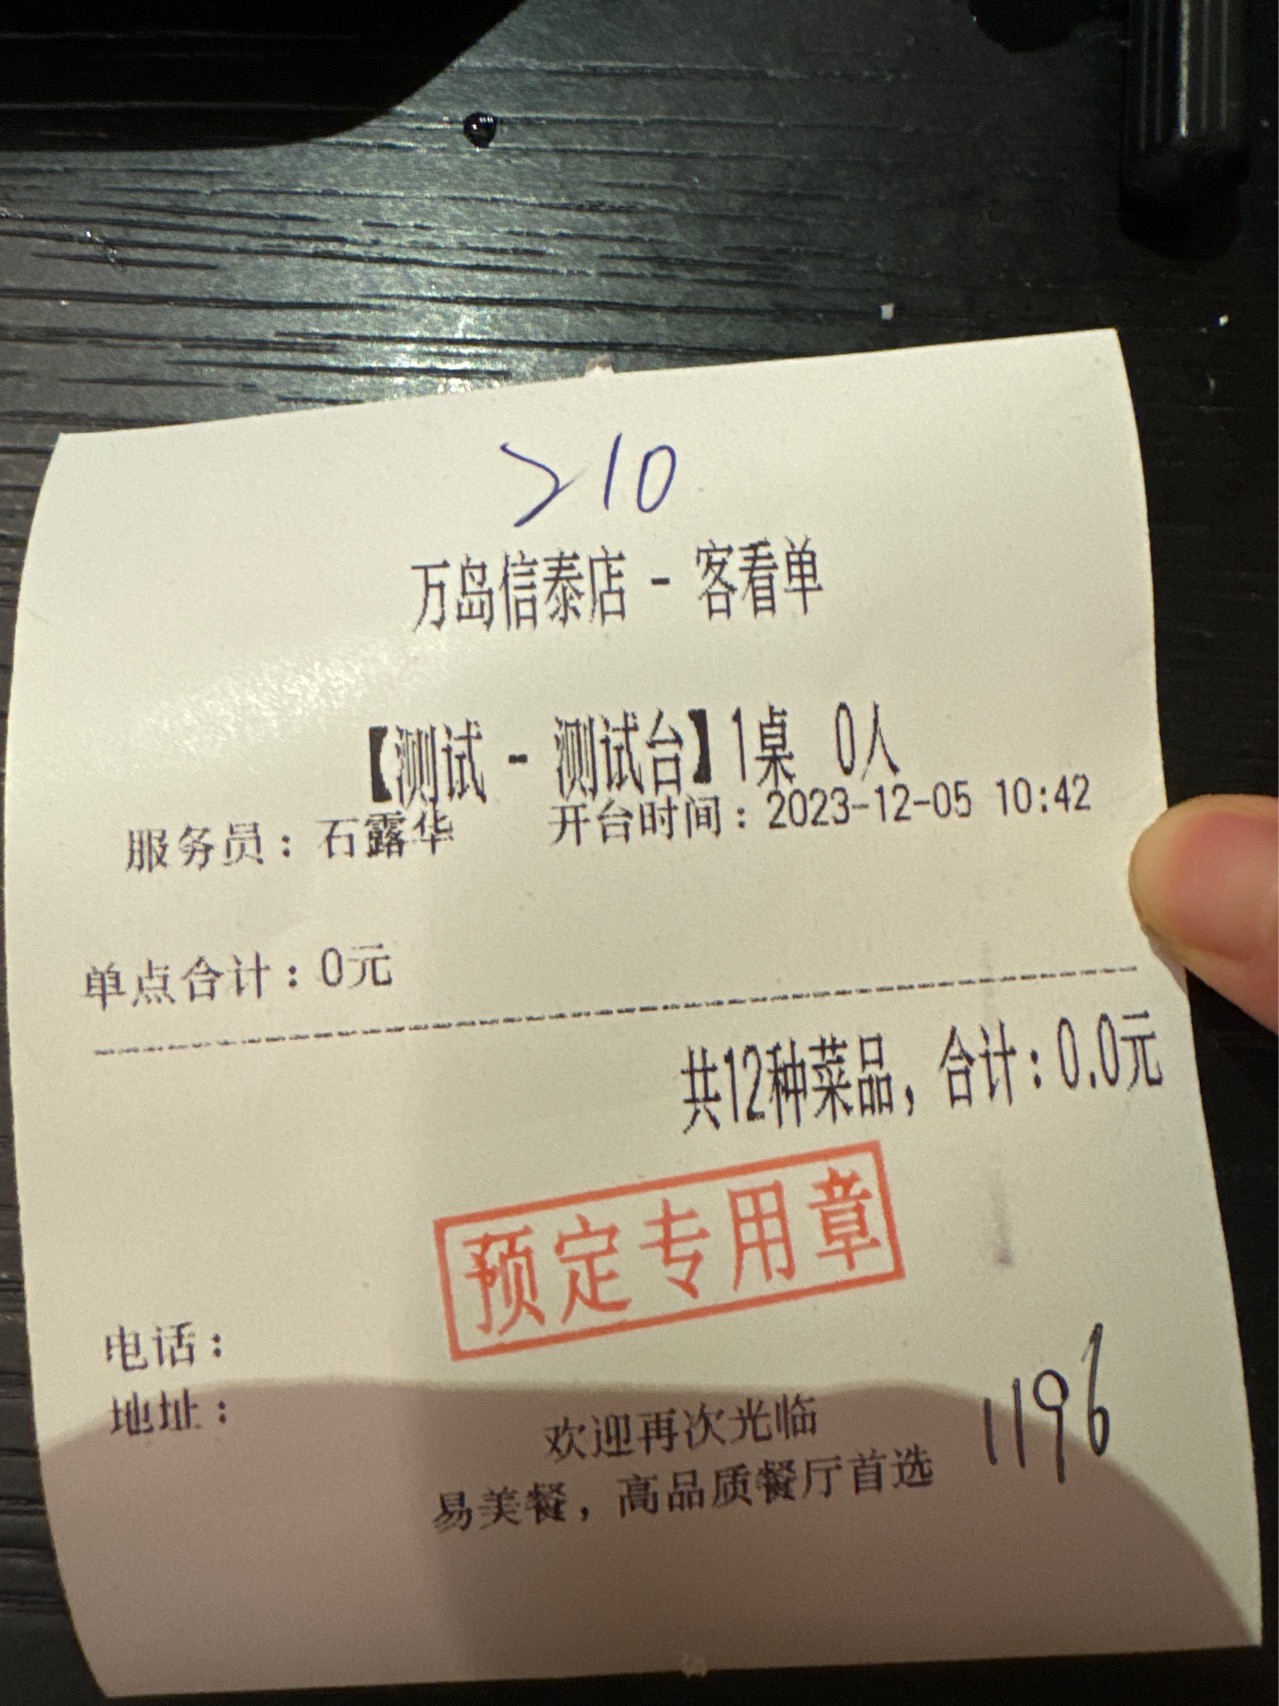 >10
万岛信泰店 - 客看单
【测试 - 测试台】1桌 0人
服务员：石露华 开台时间：2023-12-05 10:42
单点合计：0元
共12种菜品，合计：0.0元
预定专用章
电话：
地址：
1196
欢迎再次光临
易美餐，高品质餐厅首选